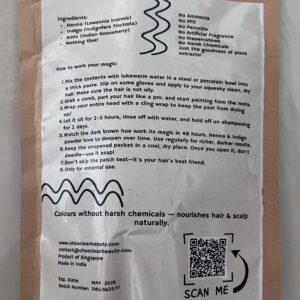 Ingredients:
• Henna (Lawsonia Inermis)
• Indigo (Indigofera Tinctoria)
• Amla (Indian Gooseberry)
• Nothing Else!
No Ammonia
No PPD
No Peroxide
No Artificial Fragrance
No Preservatives
No Harsh Chemicals
Just the goodness of plant
extracts!
How to work your magic:
1.Mix the contents with lukewarm water in a steel or porcelain bowl into
a thick paste. Slip on some gloves and apply to your squeaky clean, dry
hair. Make sure the hair is not oily.
2.Grab a comb, part your hair like a pro, and start painting from the roots.
3.Wrap your entire head with a cling wrap to keep the past from drying
up!
4.Let it sit for 2-3 hours, rinse off with water, and hold off on shampooing
for 2 days.
5.Watch the dark brown hue work its magic in 48 hours. Henna & Indigo
powder love to deepen over time. Use regularly for richer, darker results.
6.Keep the unopened packet in a cool, dry place. Once you open it, don't
dawdle—use it asap!
7.Don't skip the patch test—it's your hair's best friend.
8.Only for external use.
Colours without harsh chemicals — nourishes hair & scalp
naturally.
www.ohsocleanbeauty.com
contact@ohsocleanbeauty.com
Product of Singapore
Made in India
Exp. Date: MAY - 2028
Batch Number:
SCAN ME